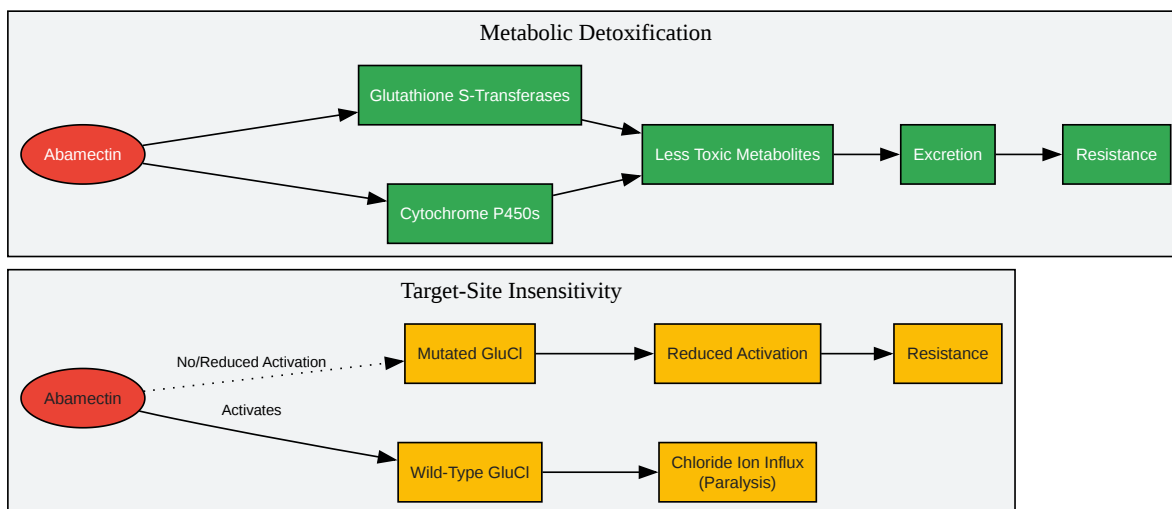 Metabolic Detoxification
Glutathione S-Transferases
Abamectin
Less Toxic Metabolites
Excretion
Resistance
Cytochrome P450s
Target-Site Insensitivity
Mutated GluCl
Reduced Activation
Resistance
No/Reduced Activation
Abamectin
Activates
Wild-Type GluCl
Chloride Ion Influx
(Paralysis)